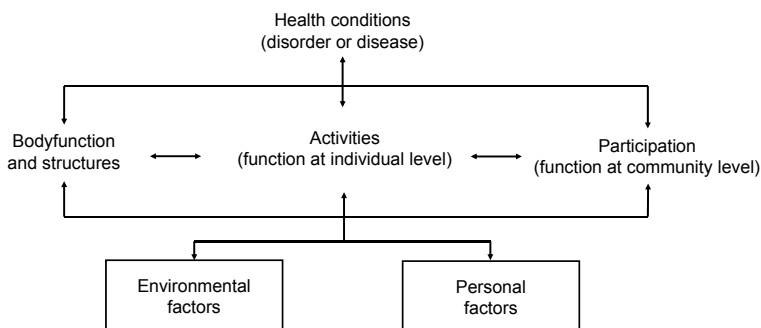 Health conditions
(disorder or disease)
Bodyfunction
and structures
Activities
(function at individual level)
Participation
(function at community level)
Environmental
factors
Personal
factors